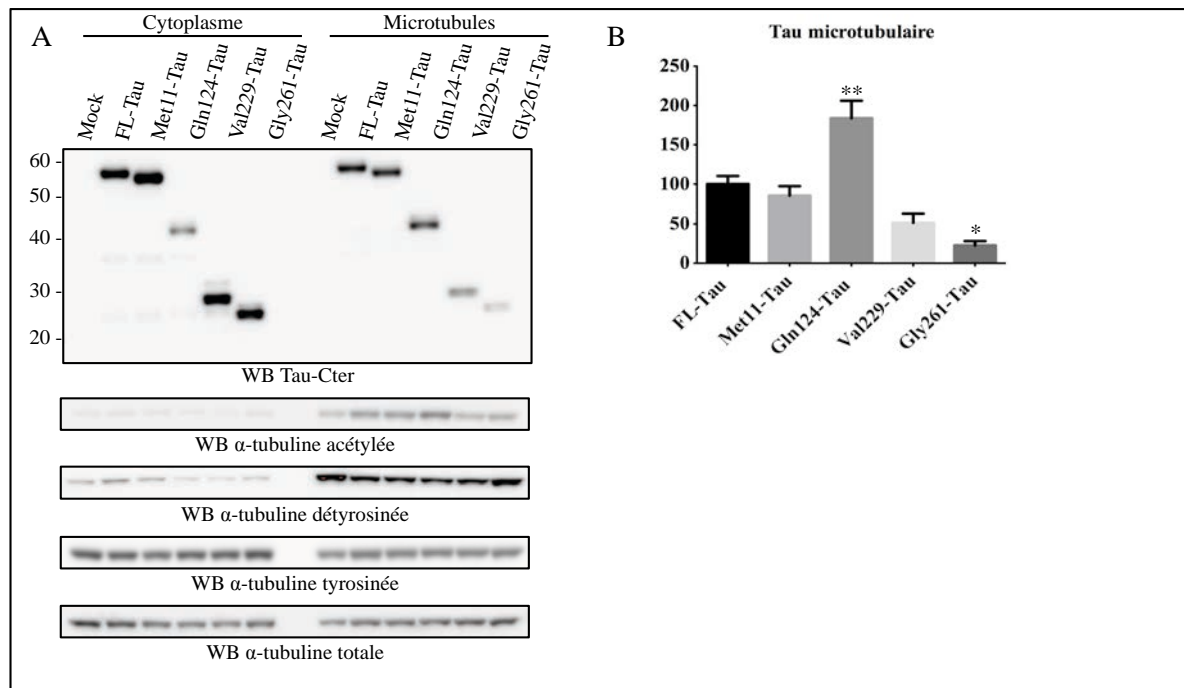 A
Cytoplasme
Microtubules
Mock
FL-Tau
Met11-Tau
Gln124-Tau
Val229-Tau
Gly261-Tau
Mock
FL-Tau
Met11-Tau
Gln124-Tau
Val229-Tau
Gly261-Tau
60 -
50 -
40 -
30 -
20 -
WB Tau-Cter
WB α-tubuline acétylée
WB α-tubuline détyrosinée
WB α-tubuline tyrosinée
WB α-tubuline totale
B
Tau microtubulaire
250
200
150
100
50
0
**
*
FL-Tau
Met11-Tau
Gln124-Tau
Val229-Tau
Gly261-Tau